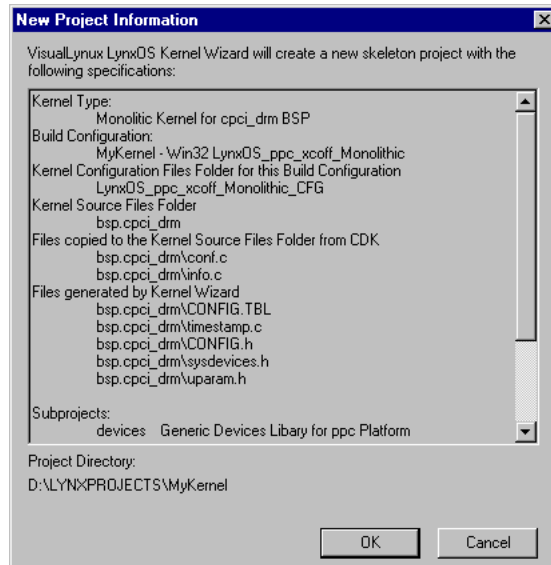 New Project Information
VisualLynux LynxOS Kernel Wizard will create a new skeleton project with the
following specifications:
Kernel Type:
Monolitic Kernel for cpci_drm BSP
Build Configuration:
MyKernel - Win32 LynxOS_ppc_xcoff_Monolithic
Kernel Configuration Files Folder for this Build Configuration
LynxOS_ppc_xcoff_Monolithic_CFG
Kernel Source Files Folder
bsp.cpci_drm
Files copied to the Kernel Source Files Folder from CDK
bsp.cpci_drm\conf.c
bsp.cpci_drm\info.c
Files generated by Kernel Wizard
bsp.cpci_drm\CONFIG.TBL
bsp.cpci_drm\timestamp.c
bsp.cpci_drm\CONFIG.h
bsp.cpci_drm\sysdevices.h
bsp.cpci_drm\uparam.h
Subprojects:
devices Generic Devices Libary for ppc Platform
Project Directory:
D:\LYNXPROJECTS\MyKernel
OK Cancel